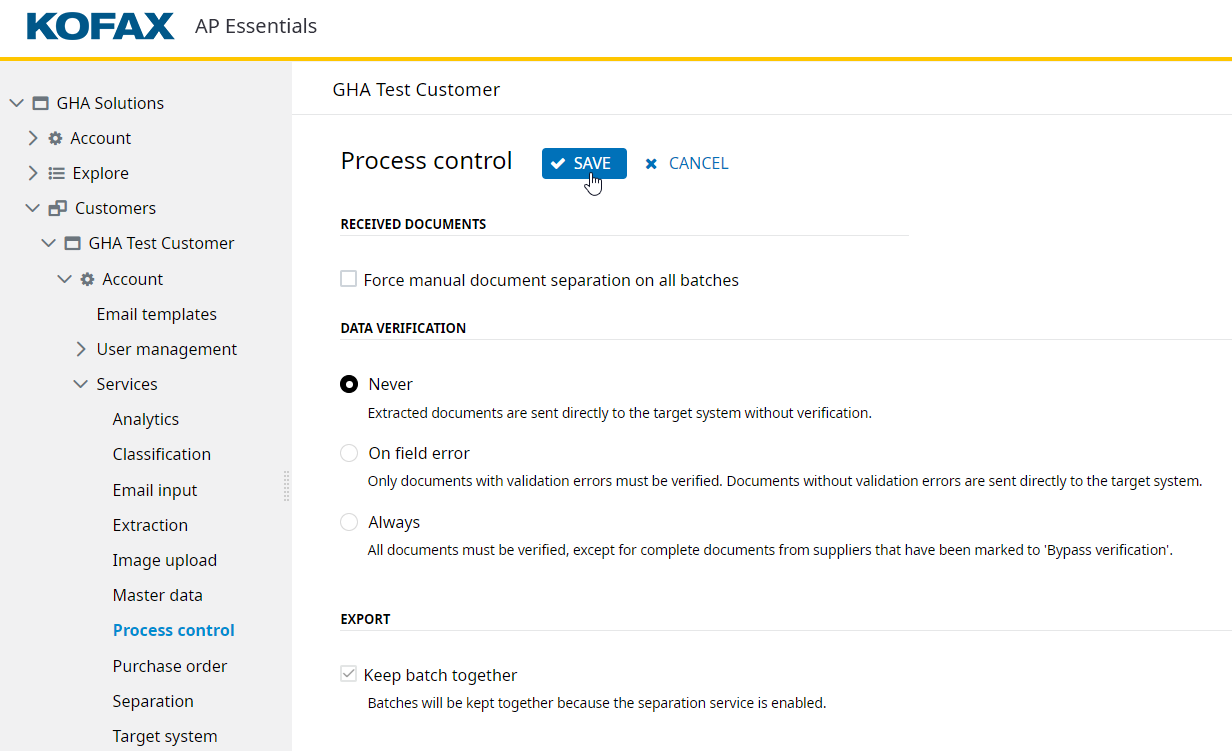 KOFAX AP Essentials
GHA Solutions
Account
Explore
Customers
GHA Test Customer
Account
Email templates
User management
Services
Analytics
Classification
Email input
Extraction
Image upload
Master data
Process control
Purchase order
Separation
Target system
GHA Test Customer
Process control SAVE CANCEL
RECEIVED DOCUMENTS
Force manual document separation on all batches
DATA VERIFICATION
Never
Extracted documents are sent directly to the target system without verification.
On field error
Only documents with validation errors must be verified. Documents without validation errors are sent directly to the target system.
Always
All documents must be verified, except for complete documents from suppliers that have been marked to 'Bypass verification'.
EXPORT
Keep batch together
Batches will be kept together because the separation service is enabled.